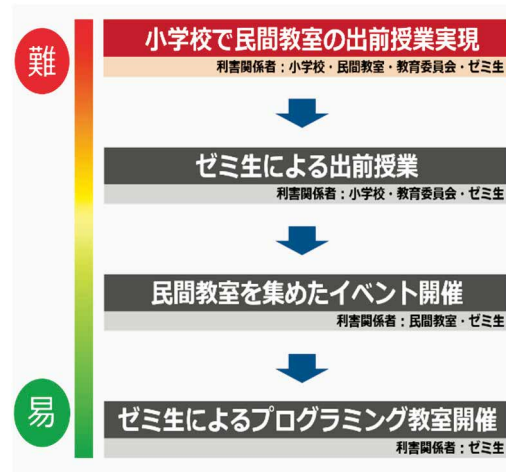 難
小学校で民間教室の出前授業実現
利害関係者：小学校・民間教室・教育委員会・ゼミ生
ゼミ生による出前授業
利害関係者：小学校・教育委員会・ゼミ生
民間教室を集めたイベント開催
利害関係者：民間教室・ゼミ生
易
ゼミ生によるプログラミング教室開催
利害関係者：ゼミ生